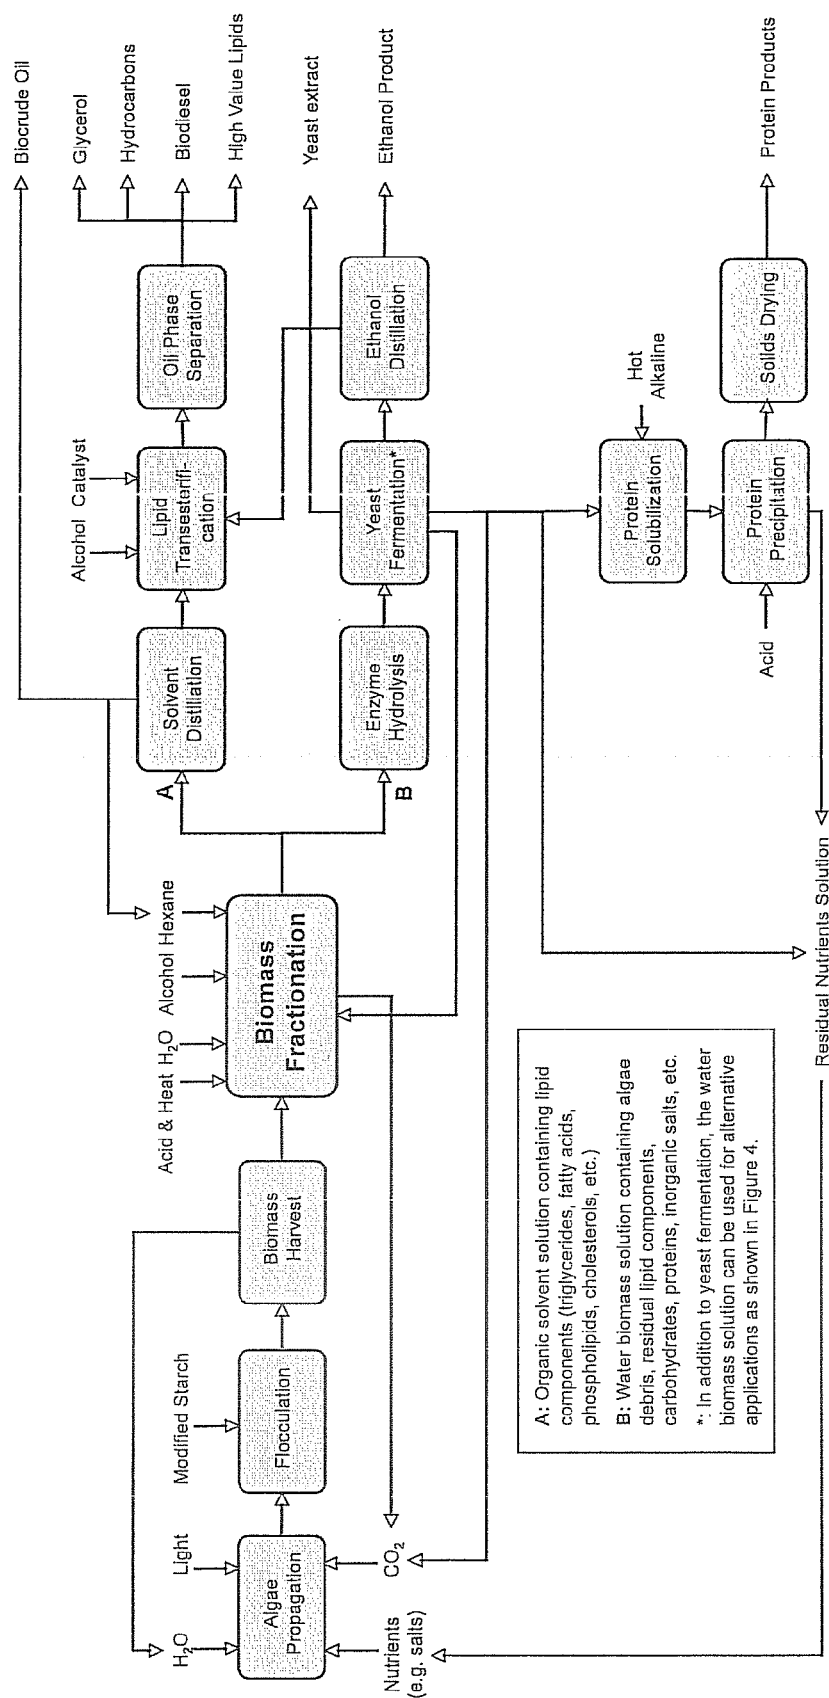 H2O
Light
Modified Starch
Acid & Heat
H2O
Alcohol
Hexane
Alcohol
Catalyst
Biocrude Oil
Glycerol
Hydrocarbons
Biodiesel
High Value Lipids
Yeast extract
Ethanol Product
Protein Products
Algae
Propagation
Flocculation
Biomass
Harvest
Biomass
Fractionation
A
B
Solvent
Distillation
Lipid
Transesterifi-
cation
Oil Phase
Separation
Enzyme
Hydrolysis
Yeast
Fermentation*
Ethanol
Distillation
Nutrients
(e.g. salts)
CO2
Hot
Alkaline
Protein
Solubilization
Acid
Protein
Precipitation
Solids Drying
Residual Nutrients Solution
A: Organic solvent solution containing lipid
components (triglycerides, fatty acids,
phospholipids, cholesterols, etc.)
B: Water biomass solution containing algae
debris, residual lipid components,
carbohydrates, proteins, inorganic salts, etc.
*: In addition to yeast fermentation, the water
biomass solution can be used for alternative
applications as shown in Figure 4.